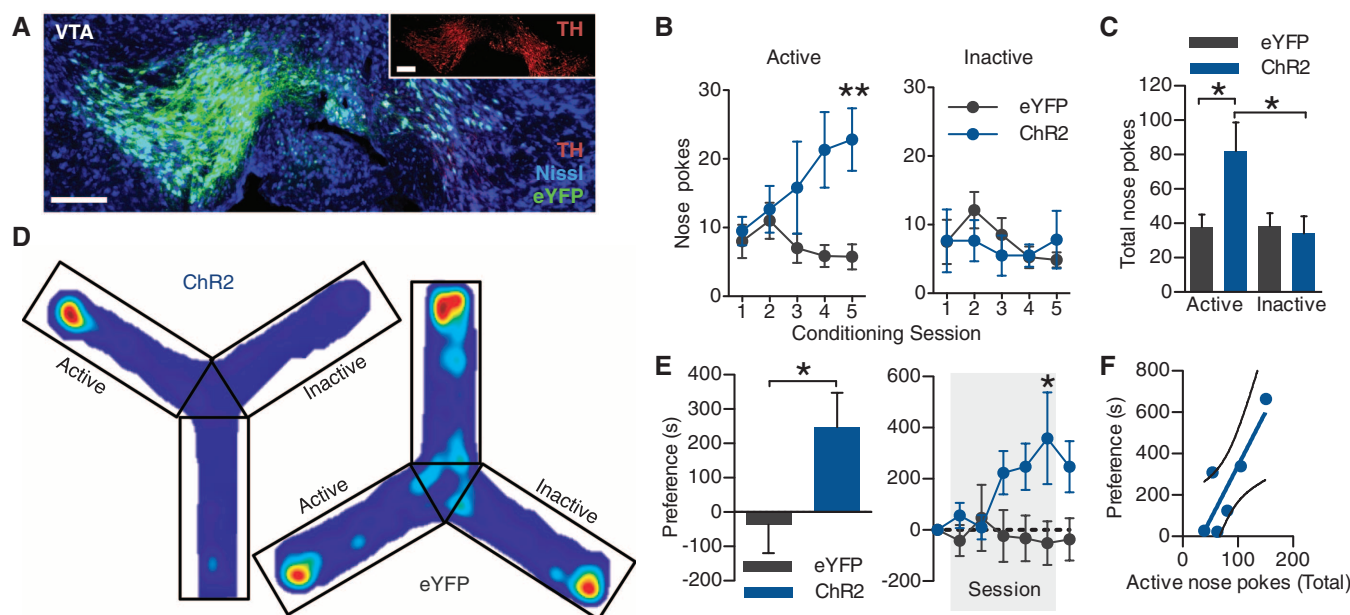 A
VTA
TH
TH
Nissl
eYFP
B
Active
Inactive
**
eYFP
ChR2
Nose pokes
30
20
10
0
1 2 3 4 5
30
20
10
0
1 2 3 4 5
Conditioning Session
C
eYFP
ChR2
* *
Total nose pokes
120
100
80
60
40
20
0
Active Inactive
D
ChR2
Active
Inactive
Active
Inactive
eYFP
E
*
Preference (s)
400
300
200
100
0
-100
-200
eYFP
ChR2
600
400
200
0
-200
*
Session
F
Preference (s)
800
600
400
200
0
0 100 200
Active nose pokes (Total)